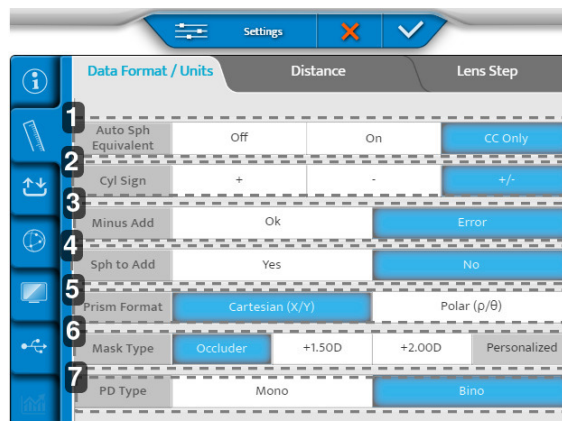 Settings
Data Format / Units Distance Lens Step
1
Auto Sph Off On CC Only
Equivalent
2
Cyl Sign + - +/-
3
Minus Add Ok Error
4
Sph to Add Yes No
5
Prism Format Cartesian (X/Y) Polar (ρ/θ)
6
Mask Type Occluder +1.50D +2.00D Personalized
7
PD Type Mono Bino